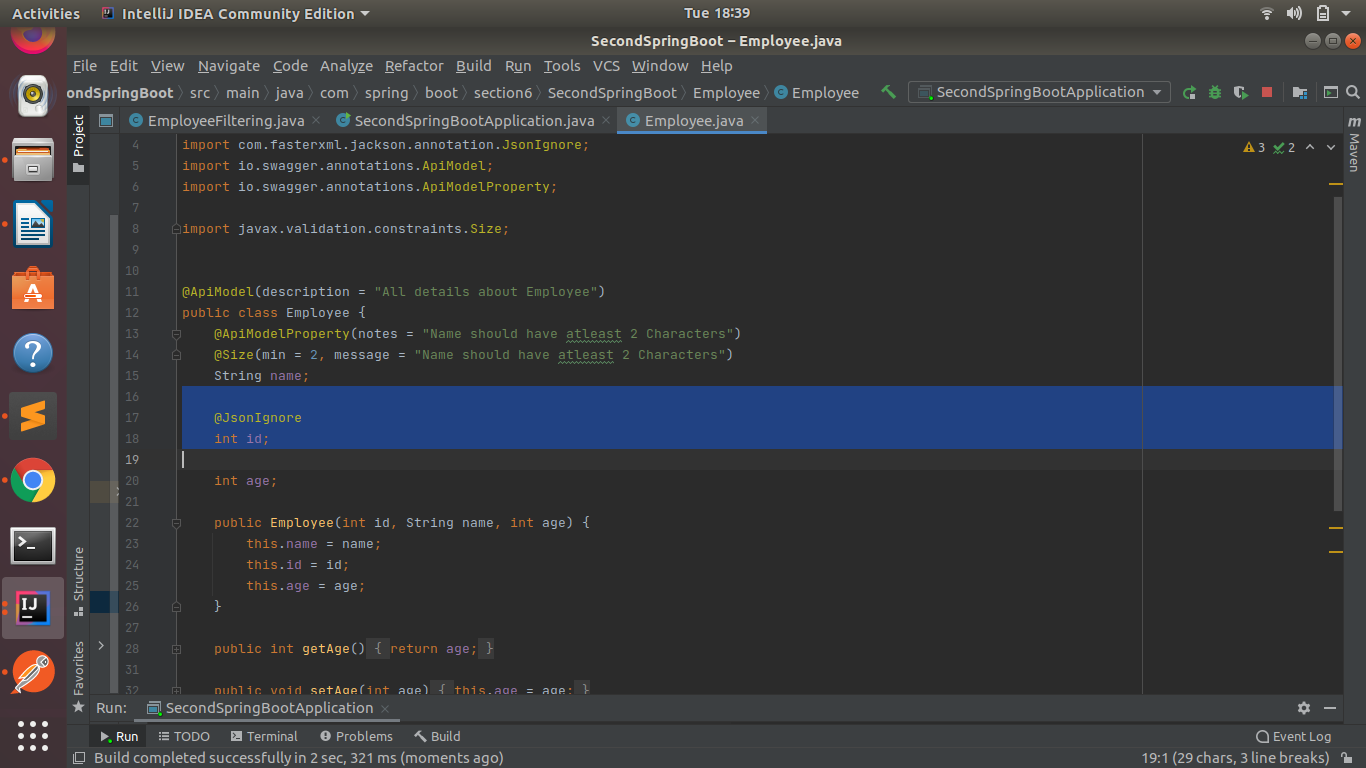 Activities IntelliJ IDEA Community Edition Tue 18:39
SecondSpringBoot – Employee.java
File Edit View Navigate Code Analyze Refactor Build Run Tools VCS Window Help
ondSpringBoot src main java com spring boot section6 SecondSpringBoot Employee Employee SecondSpringBootApplication
EmployeeFiltering.java SecondSpringBootApplication.java Employee.java
Project
Structure
Favorites
Maven
3 2
4 import com.fasterxml.jackson.annotation.JsonIgnore;
5 import io.swagger.annotations.ApiModel;
6 import io.swagger.annotations.ApiModelProperty;
7
8 import javax.validation.constraints.Size;
9
10
11 @ApiModel(description = "All details about Employee")
12 public class Employee {
13 @ApiModelProperty(notes = "Name should have atleast 2 Characters")
14 @Size(min = 2, message = "Name should have atleast 2 Characters")
15 String name;
16
17 @JsonIgnore
18 int id;
19
20 int age;
21
22 public Employee(int id, String name, int age) {
23 this.name = name;
24 this.id = id;
25 this.age = age;
26 }
27
28 public int getAge() { return age; }
31
32 public void setAge(int age) { this.age = age; }
Run: SecondSpringBootApplication
Run TODO Terminal Problems Build Event Log
Build completed successfully in 2 sec, 321 ms (moments ago) 19:1 (29 chars, 3 line breaks)